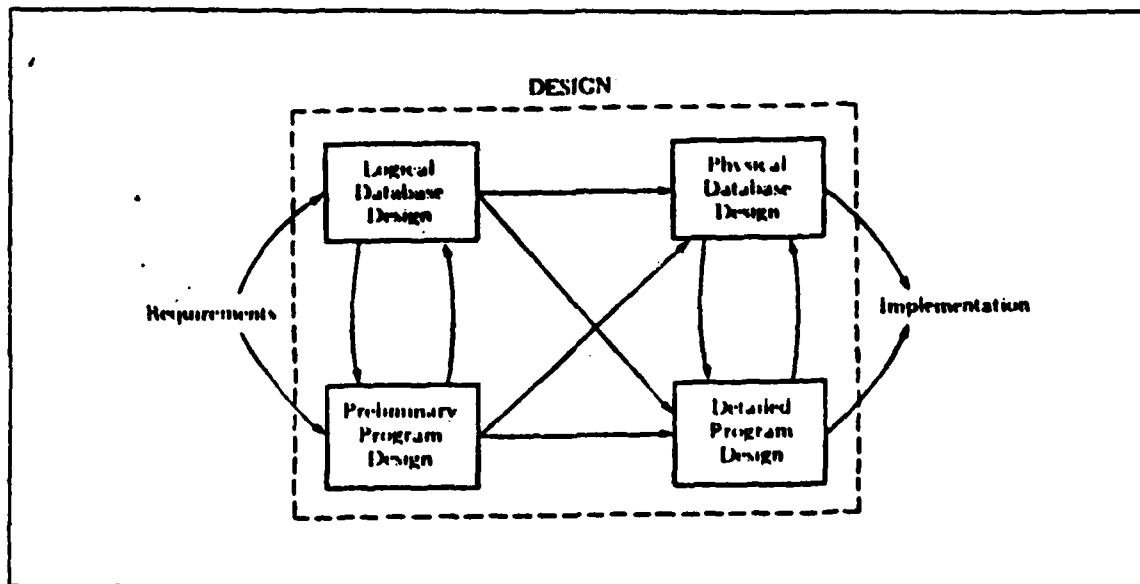 DESIGN
Logical
Database
Design
Physical
Database
Design
Requirements
Implementation
Preliminary
Program
Design
Detailed
Program
Design